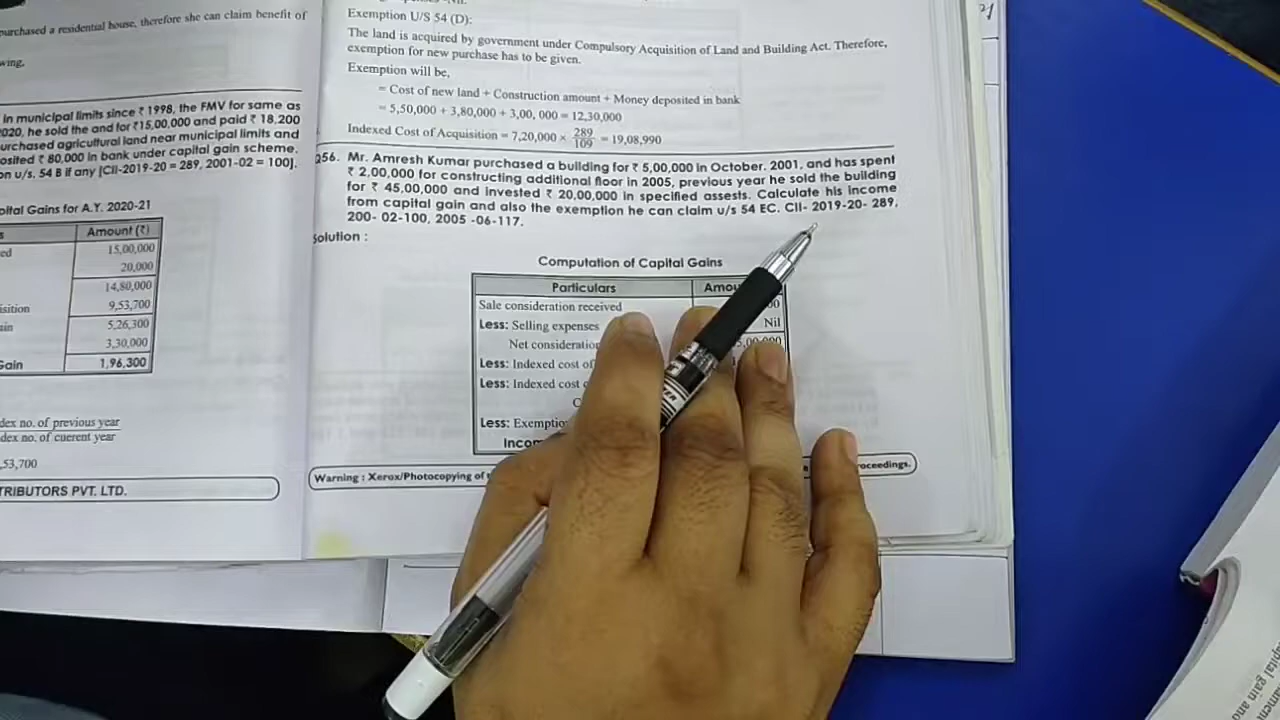 purchased a residential house, therefore she can claim benefit of
wing,
in municipal limits since ₹ 1998, the FMV for same as
020, he sold the and for ₹15,00,000 and paid ₹ 18,200
urchased agricultural land near municipal limits and
osited ₹ 80,000 in bank under capital gain scheme.
on u/s. 54 B if any [CII-2019-20 = 289, 2001-02 = 100].
pital Gains for A.Y. 2020-21
s Amount (₹)
ed 15,00,000
20,000
14,80,000
isition 9,53,700
ain 5,26,300
3,30,000
Gain 1,96,300
dex no. of previous year
dex no. of cuerent year
,53,700
TRIBUTORS PVT. LTD.
Exemption U/S 54 (D):
The land is acquired by government under Compulsory Acquisition of Land and Building Act. Therefore,
exemption for new purchase has to be given.
Exemption will be,
= Cost of new land + Construction amount + Money deposited in bank
= 5,50,000 + 3,80,000 + 3,00, 000 = 12,30,000
Indexed Cost of Acquisition = 7,20,000 × 289/109 = 19,08,990
256. Mr. Amresh Kumar purchased a building for ₹ 5,00,000 in October. 2001, and has spent
₹ 2,00,000 for constructing additional floor in 2005, previous year he sold the building
for ₹ 45,00,000 and invested ₹ 20,00,000 in specified assests. Calculate his income
from capital gain and also the exemption he can claim u/s 54 EC. CII- 2019-20- 289,
200- 02-100, 2005 -06-117.
Solution :
Computation of Capital Gains
Particulars Amou
Sale consideration received 00
Less: Selling expenses Nil
Net consideration 5,00,000
Less: Indexed cost of
Less: Indexed cost
C
Less: Exemptio
Incom
Warning : Xerox/Photocopying of roceedings.